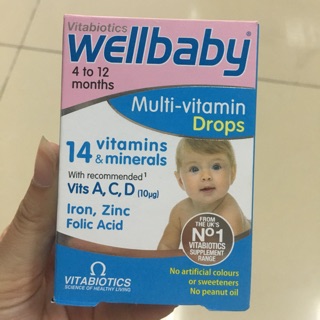 Vitabiotics
wellbaby®
4 to 12
months
Multi-vitamin
Drops
14 vitamins
& minerals
With recommended¹
Vits A, C, D (10µg)
Iron, Zinc
Folic Acid
FROM
THE UK'S
Nº1
VITABIOTICS
SUPPLEMENT
RANGE
VITABIOTICS
SCIENCE OF HEALTHY LIVING
No artificial colours
or sweeteners
No peanut oil